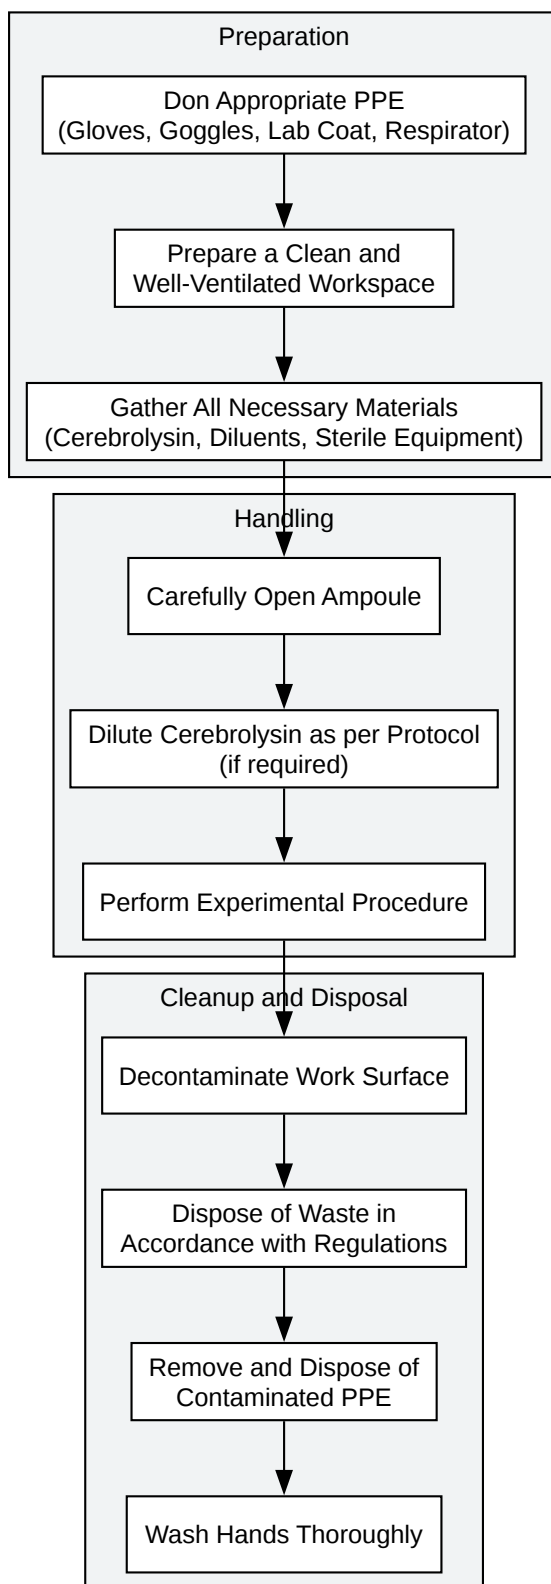 Preparation
Don Appropriate PPE
(Gloves, Goggles, Lab Coat, Respirator)
Prepare a Clean and
Well-Ventilated Workspace
Gather All Necessary Materials
(Cerebrolysin, Diluents, Sterile Equipment)
Handling
Carefully Open Ampoule
Dilute Cerebrolysin as per Protocol
(if required)
Perform Experimental Procedure
Cleanup and Disposal
Decontaminate Work Surface
Dispose of Waste in
Accordance with Regulations
Remove and Dispose of
Contaminated PPE
Wash Hands Thoroughly